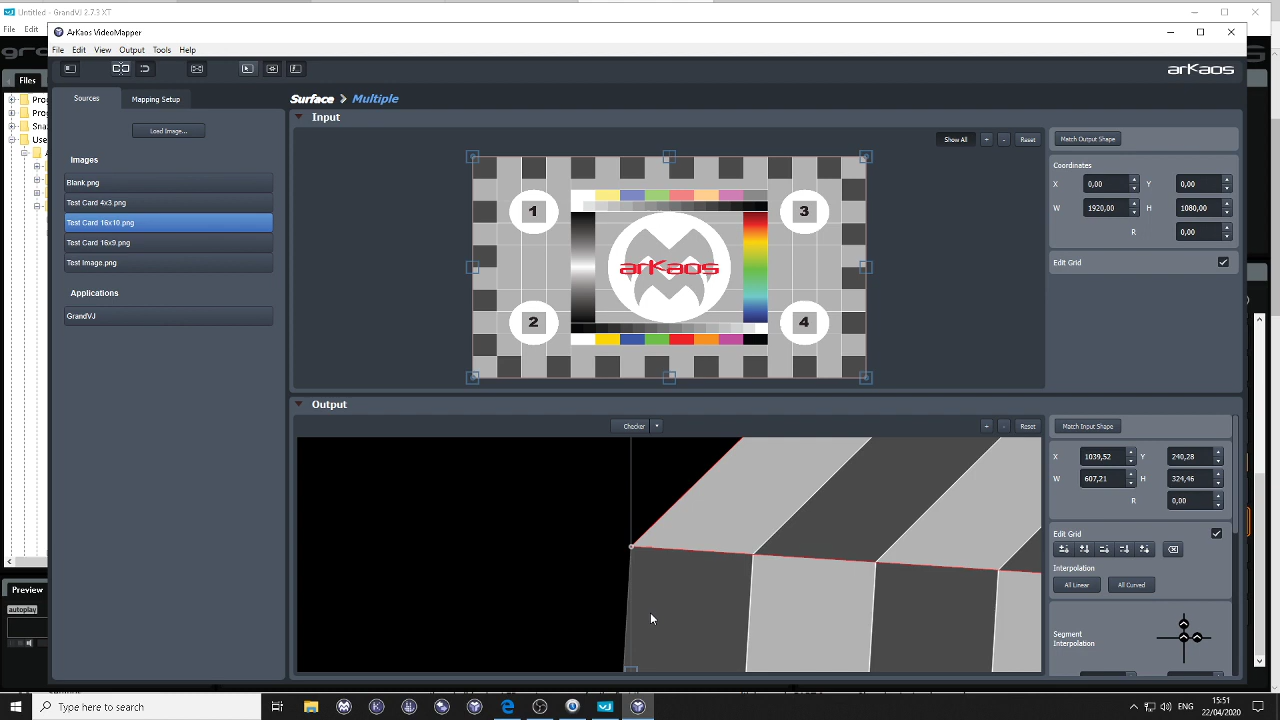 Untitled - GrandVJ 2.7.3 XT
File Edit
ArKaos VideoMapper
File Edit View Output Tools Help
arkaos
Files
Sources Mapping Setup
Surface Multiple
Input
Load Image...
Show All + - Reset
Match Output Shape
Images
Coordinates
Blank.png
X 0,00 Y 0,00
Test Card 4x3 png
W 1920,00 H 1080,00
Test Card 16x10 png
R 0,00
Test Card 16x9 png
Edit Grid
Test Image.png
1 3
arkaos
2 4
Applications
GrandVJ
Output
Checker
+ - Reset
Match Input Shape
X 1039,52 Y 240,28
W 607,21 H 324,46
R 0,00
Edit Grid
Interpolation
All Linear All Curved
Segment
Interpolation
Preview
autoplay
Type here to search
ENG
15:51
22/04/2020